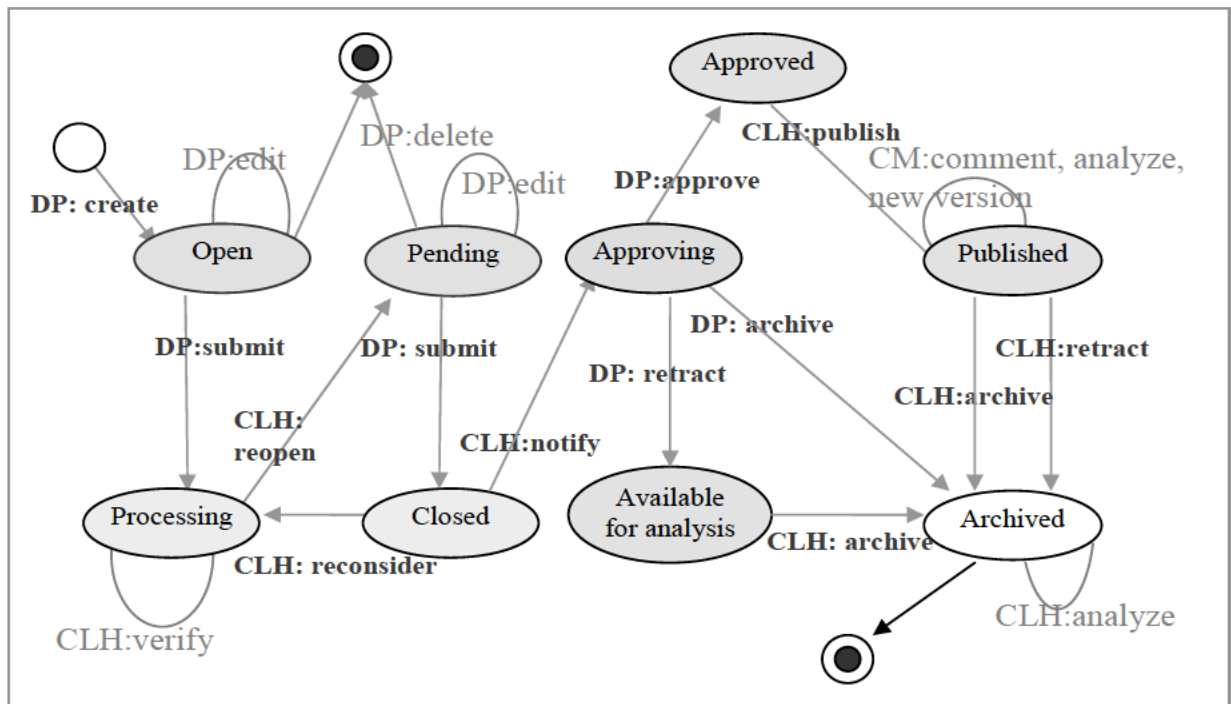 Approved
CLH:publish
DP:delete
DP:edit
CM:comment, analyze,
new version
DP:edit
DP:approve
DP: create
Open
Pending
Approving
Published
DP:submit
DP: submit
DP: archive
CLH:retract
DP: retract
CLH:archive
CLH:
reopen
CLH:notify
Processing
Closed
Available
for analysis
Archived
CLH: archive
CLH: reconsider
CLH:verify
CLH:analyze